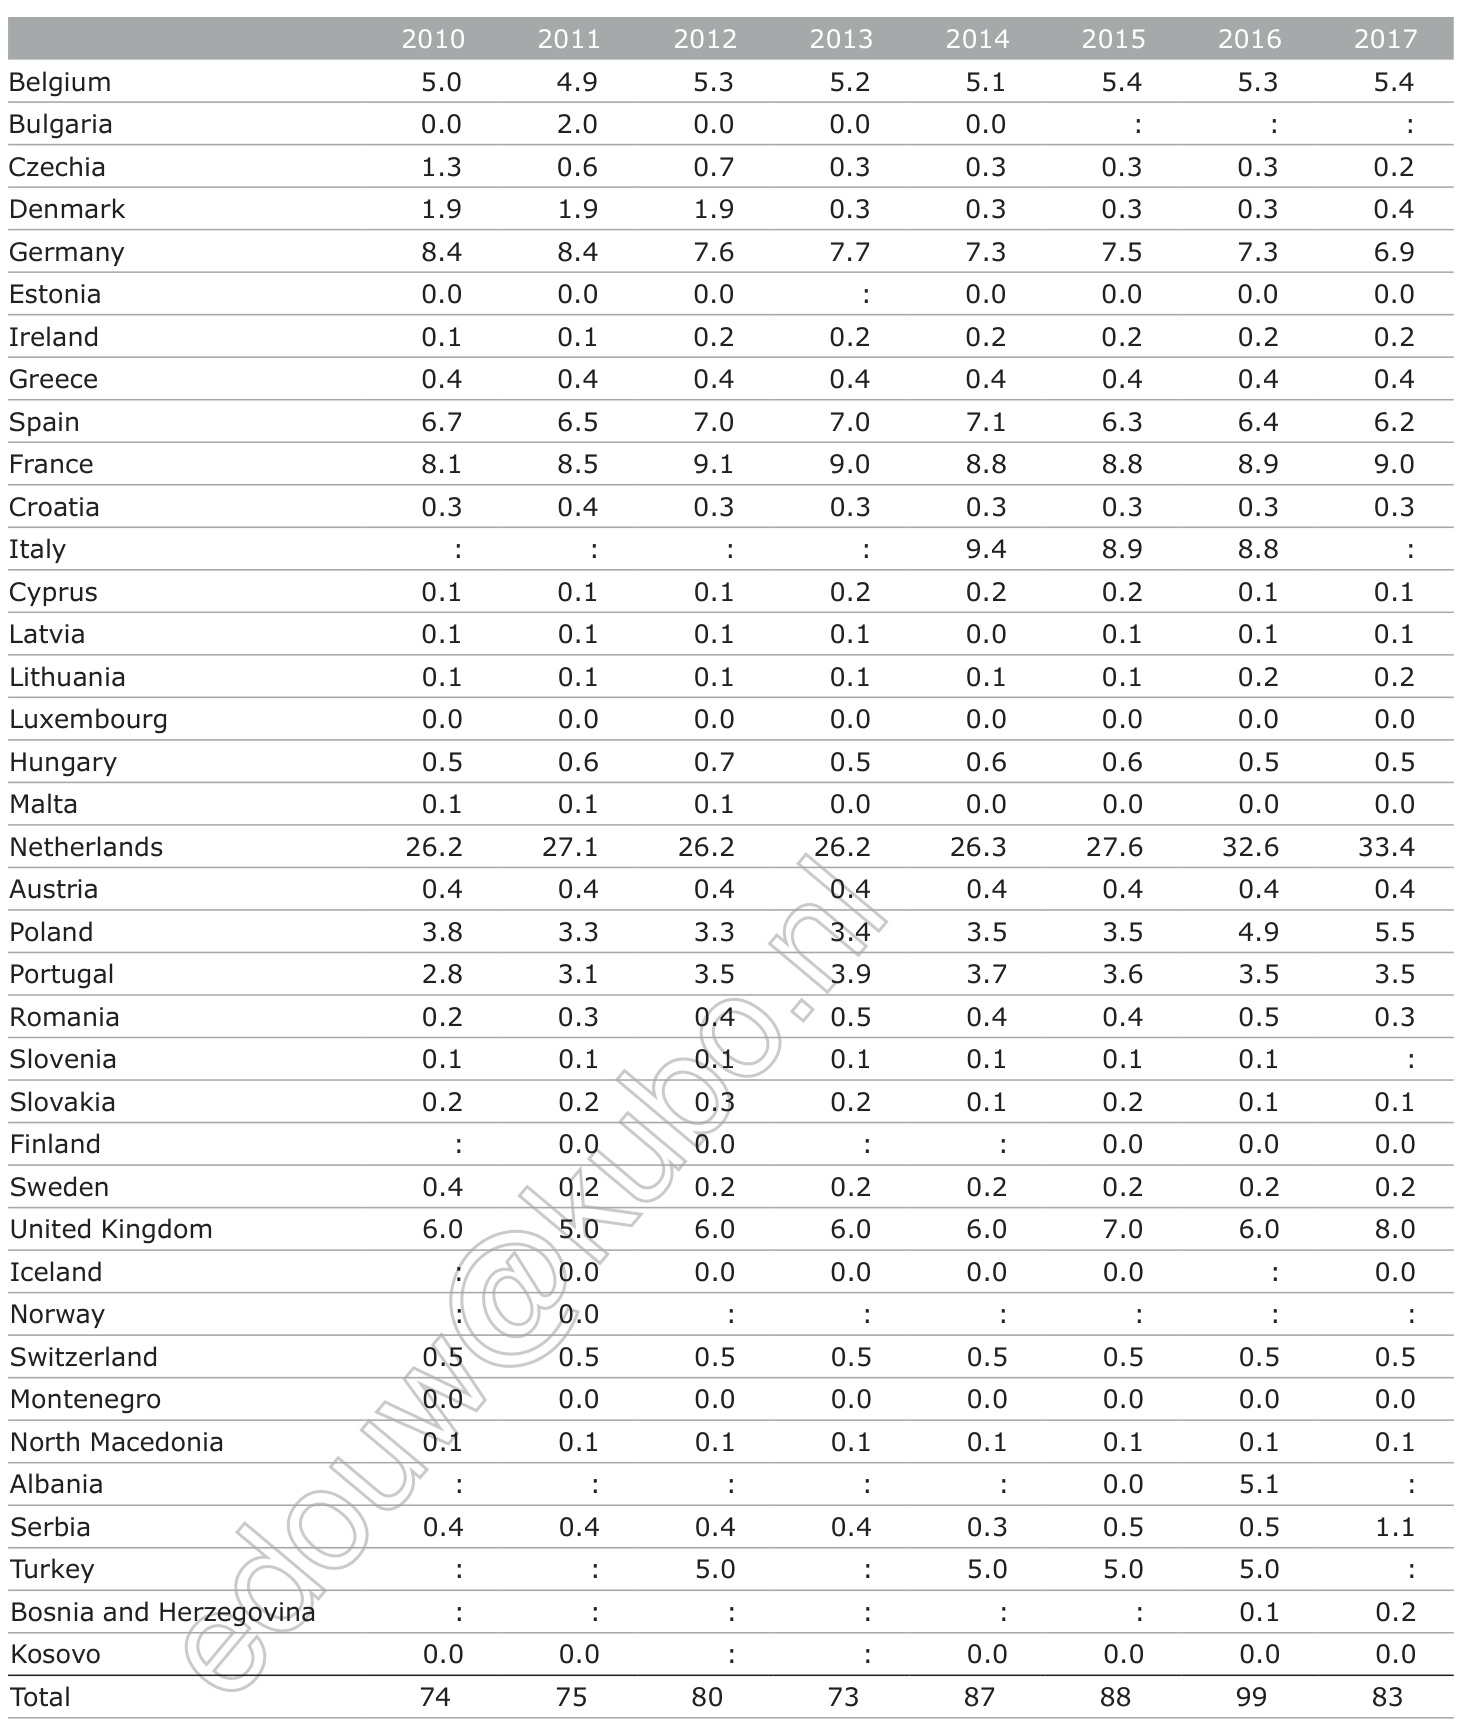 2010 2011 2012 2013 2014 2015 2016 2017
Belgium 5.0 4.9 5.3 5.2 5.1 5.4 5.3 5.4
Bulgaria 0.0 2.0 0.0 0.0 0.0 : : :
Czechia 1.3 0.6 0.7 0.3 0.3 0.3 0.3 0.2
Denmark 1.9 1.9 1.9 0.3 0.3 0.3 0.3 0.4
Germany 8.4 8.4 7.6 7.7 7.3 7.5 7.3 6.9
Estonia 0.0 0.0 0.0 : 0.0 0.0 0.0 0.0
Ireland 0.1 0.1 0.2 0.2 0.2 0.2 0.2 0.2
Greece 0.4 0.4 0.4 0.4 0.4 0.4 0.4 0.4
Spain 6.7 6.5 7.0 7.0 7.1 6.3 6.4 6.2
France 8.1 8.5 9.1 9.0 8.8 8.8 8.9 9.0
Croatia 0.3 0.4 0.3 0.3 0.3 0.3 0.3 0.3
Italy : : : : 9.4 8.9 8.8 :
Cyprus 0.1 0.1 0.1 0.2 0.2 0.2 0.1 0.1
Latvia 0.1 0.1 0.1 0.1 0.0 0.1 0.1 0.1
Lithuania 0.1 0.1 0.1 0.1 0.1 0.1 0.2 0.2
Luxembourg 0.0 0.0 0.0 0.0 0.0 0.0 0.0 0.0
Hungary 0.5 0.6 0.7 0.5 0.6 0.6 0.5 0.5
Malta 0.1 0.1 0.1 0.0 0.0 0.0 0.0 0.0
Netherlands 26.2 27.1 26.2 26.2 26.3 27.6 32.6 33.4
Austria 0.4 0.4 0.4 0.4 0.4 0.4 0.4 0.4
Poland 3.8 3.3 3.3 3.4 3.5 3.5 4.9 5.5
Portugal 2.8 3.1 3.5 3.9 3.7 3.6 3.5 3.5
Romania 0.2 0.3 0.4 0.5 0.4 0.4 0.5 0.3
Slovenia 0.1 0.1 0.1 0.1 0.1 0.1 0.1 :
Slovakia 0.2 0.2 0.3 0.2 0.1 0.2 0.1 0.1
Finland : 0.0 0.0 : : 0.0 0.0 0.0
Sweden 0.4 0.2 0.2 0.2 0.2 0.2 0.2 0.2
United Kingdom 6.0 5.0 6.0 6.0 6.0 7.0 6.0 8.0
Iceland : 0.0 0.0 0.0 0.0 0.0 : 0.0
Norway : 0.0 : : : : : :
Switzerland 0.5 0.5 0.5 0.5 0.5 0.5 0.5 0.5
Montenegro 0.0 0.0 0.0 0.0 0.0 0.0 0.0 0.0
North Macedonia 0.1 0.1 0.1 0.1 0.1 0.1 0.1 0.1
Albania : : : : : 0.0 5.1 :
Serbia 0.4 0.4 0.4 0.4 0.3 0.5 0.5 1.1
Turkey : : 5.0 : 5.0 5.0 5.0 :
Bosnia and Herzegovina : : : : : : 0.1 0.2
Kosovo 0.0 0.0 : : 0.0 0.0 0.0 0.0
Total 74 75 80 73 87 88 99 83
edouw@kubo.nl